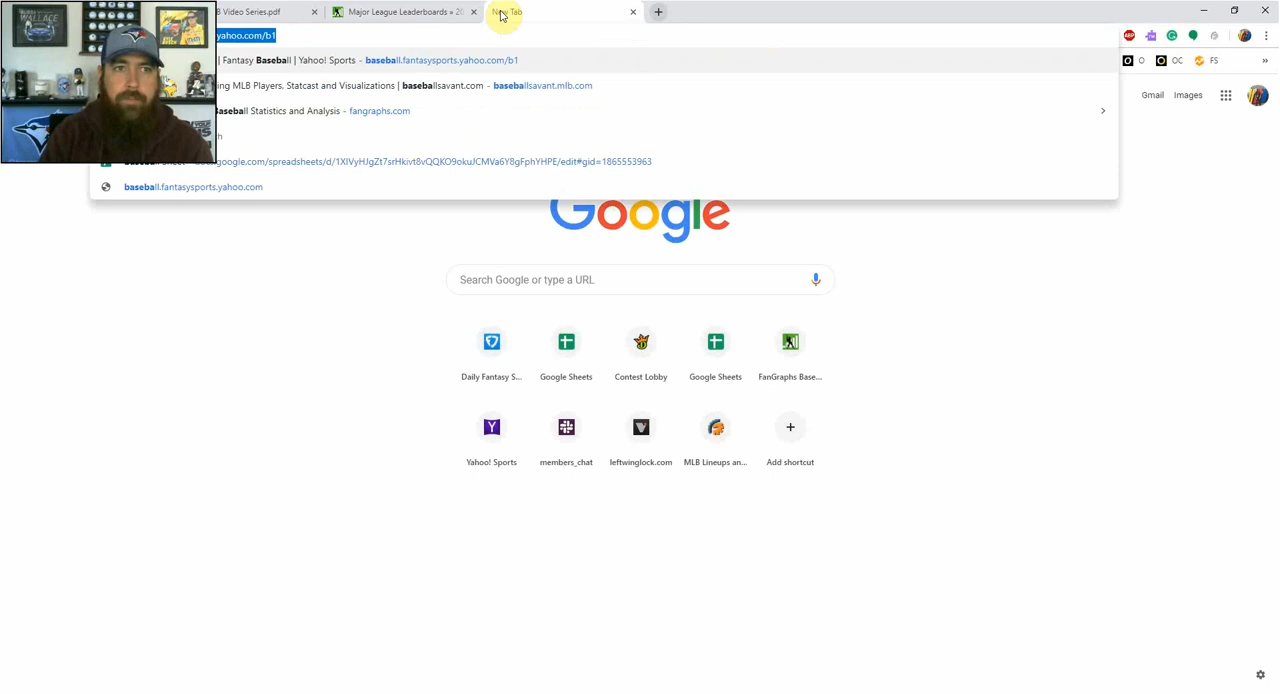 B Video Series.pdf
Major League Leaderboards » 20
New Tab
yahoo.com/b1
| Fantasy Baseball | Yahoo! Sports - baseball.fantasysports.yahoo.com/b1
ing MLB Players, Statcast and Visualizations | baseballsavant.com - baseballsavant.mlb.com
Baseball Statistics and Analysis - fangraphs.com
docs.google.com/spreadsheets/d/1XIVyHJgZt7srHkivt8vQQKO9okuJCMVa6Y8gFphYHPE/edit#gid=1865553963
baseball.fantasysports.yahoo.com
ABP
O
OC
FS
»
Gmail
Images
Google
Search Google or type a URL
Daily Fantasy S...
Google Sheets
Contest Lobby
Google Sheets
FanGraphs Base...
Yahoo! Sports
members_chat
leftwinglock.com
MLB Lineups an...
Add shortcut